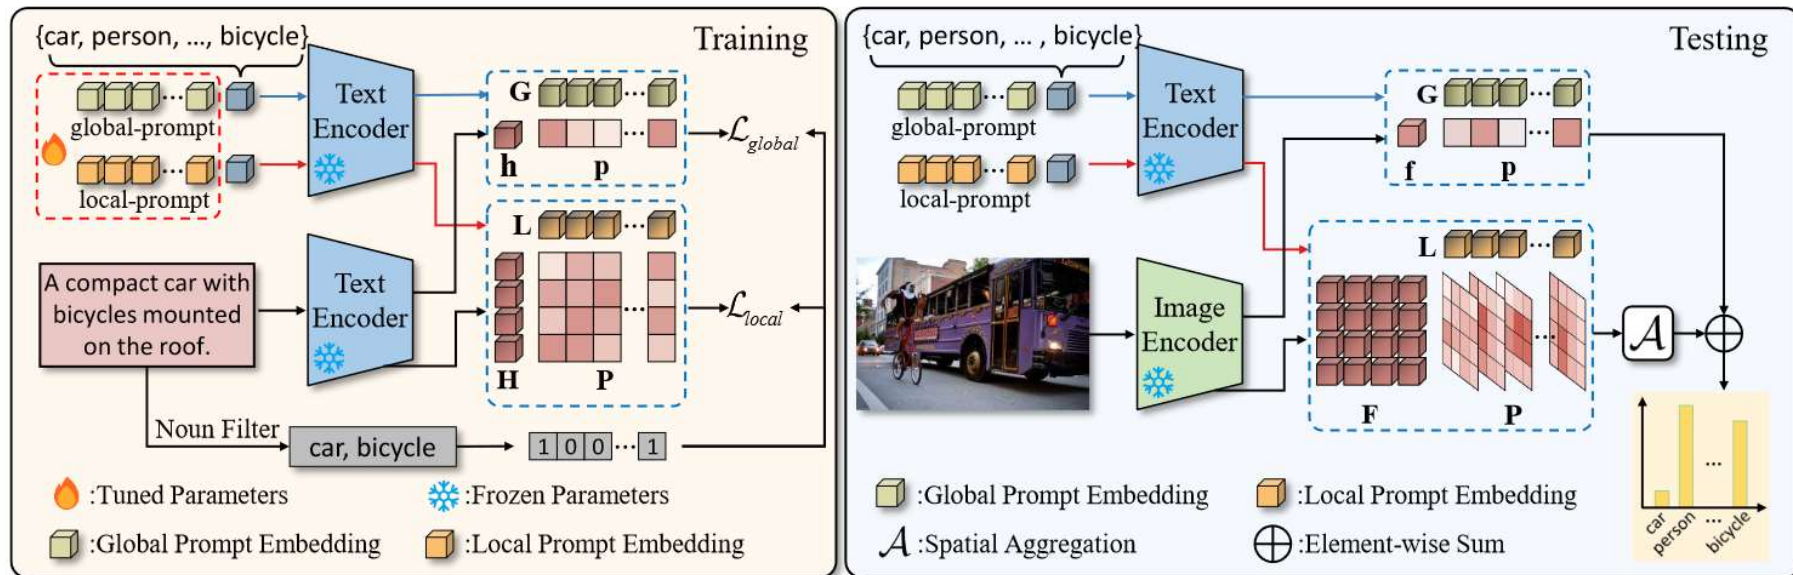 {car, person, ..., bicycle}
Training
global-prompt
local-prompt
Text
Encoder
G
h
p
ℒglobal
A compact car with
bicycles mounted
on the roof.
Text
Encoder
L
H
P
ℒlocal
Noun Filter
car, bicycle
1 0 0 ... 1
:Tuned Parameters
:Frozen Parameters
:Global Prompt Embedding
:Local Prompt Embedding
{car, person, ... , bicycle}
Testing
global-prompt
local-prompt
Text
Encoder
G
f
p
Image
Encoder
L
F
P
𝒜
car
person
...
bicycle
:Global Prompt Embedding
:Local Prompt Embedding
𝒜 :Spatial Aggregation
:Element-wise Sum